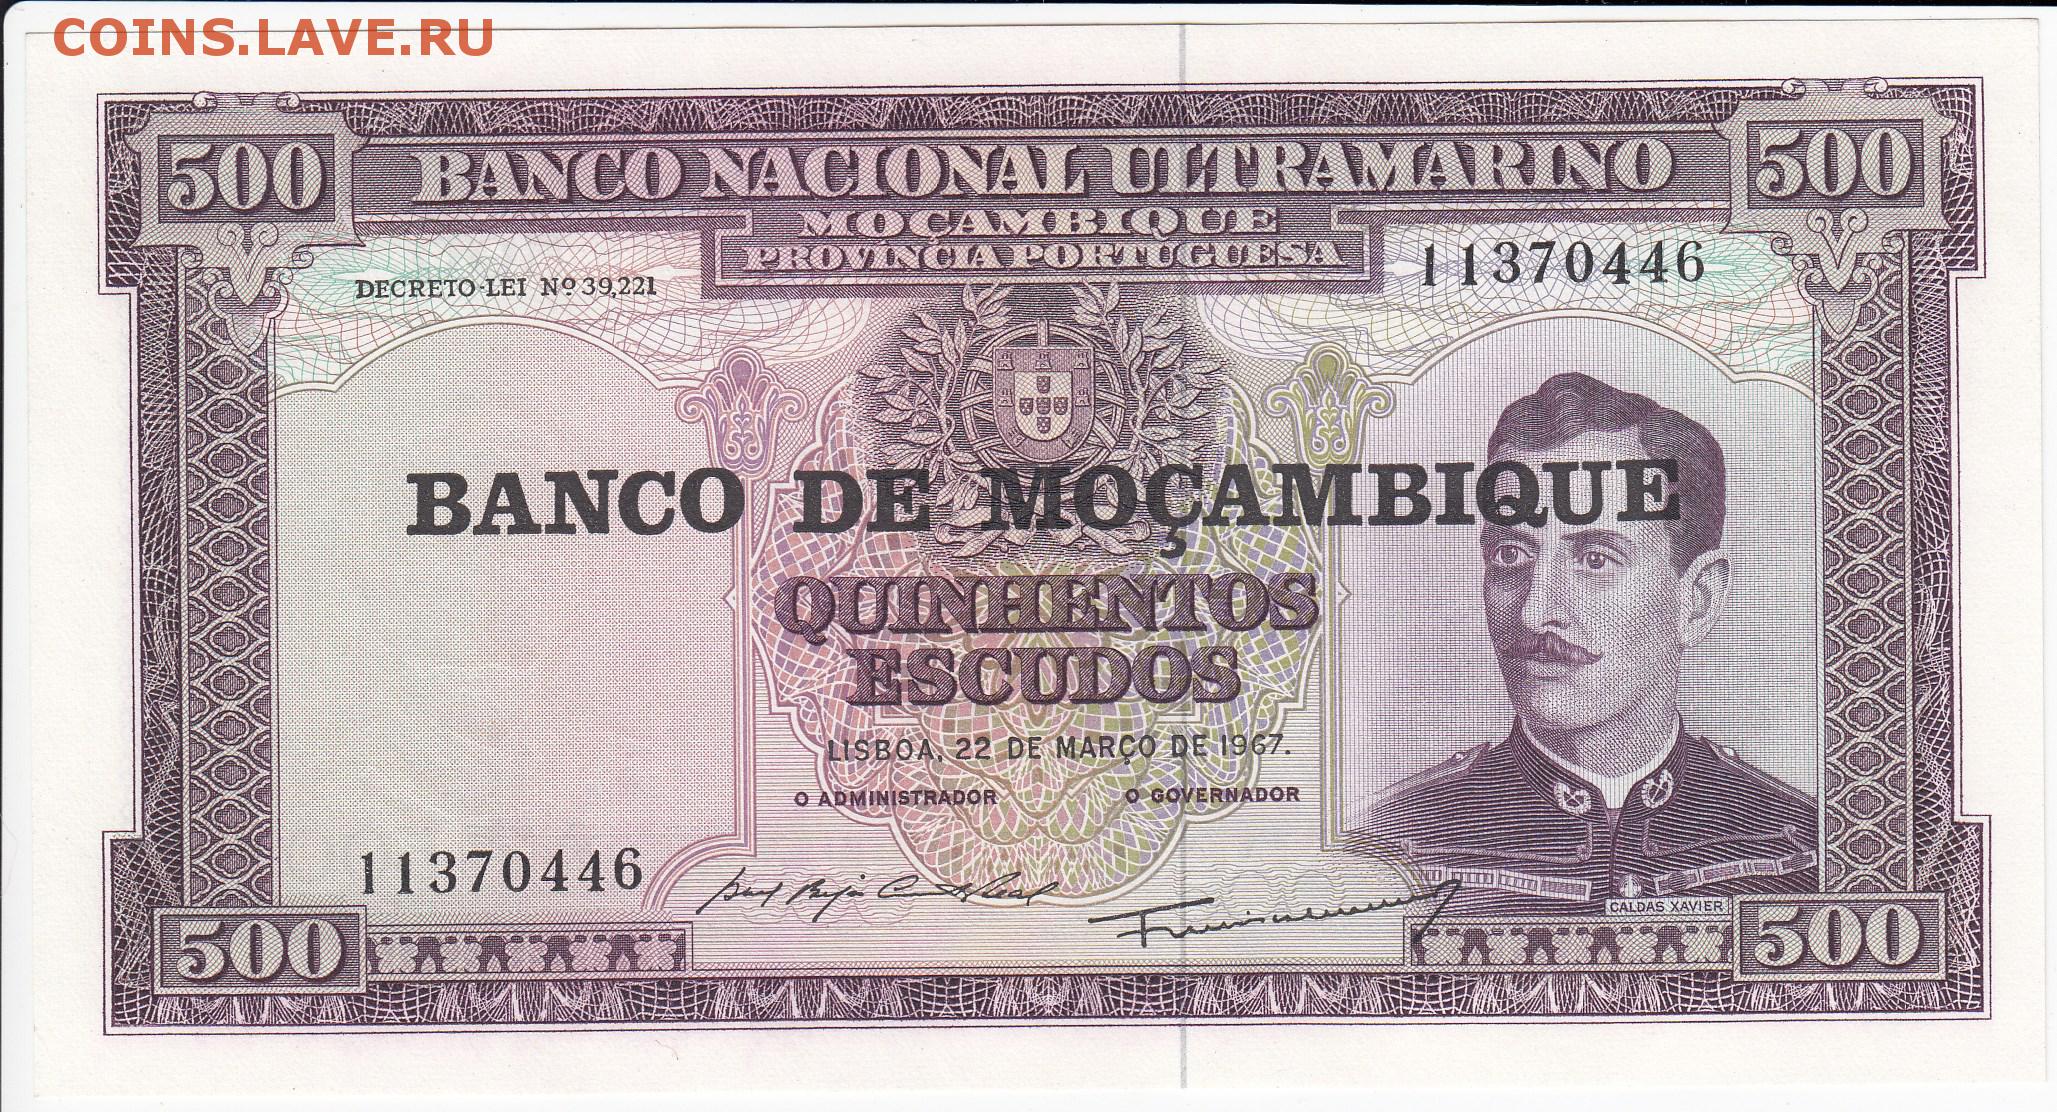 COINS.LAVE.RU
500 BANCO NACIONAL ULTRAMARINO 500
MOÇAMBIQUE
PROVÍNCIA PORTUGUESA
DECRETO-LEI Nº 39,221
11370446
BANCO DE MOÇAMBIQUE
QUINHENTOS
ESCUDOS
LISBOA, 22 DE MARÇO DE 1967.
O ADMINISTRADOR O GOVERNADOR
11370446
CALDAS XAVIER
500 500